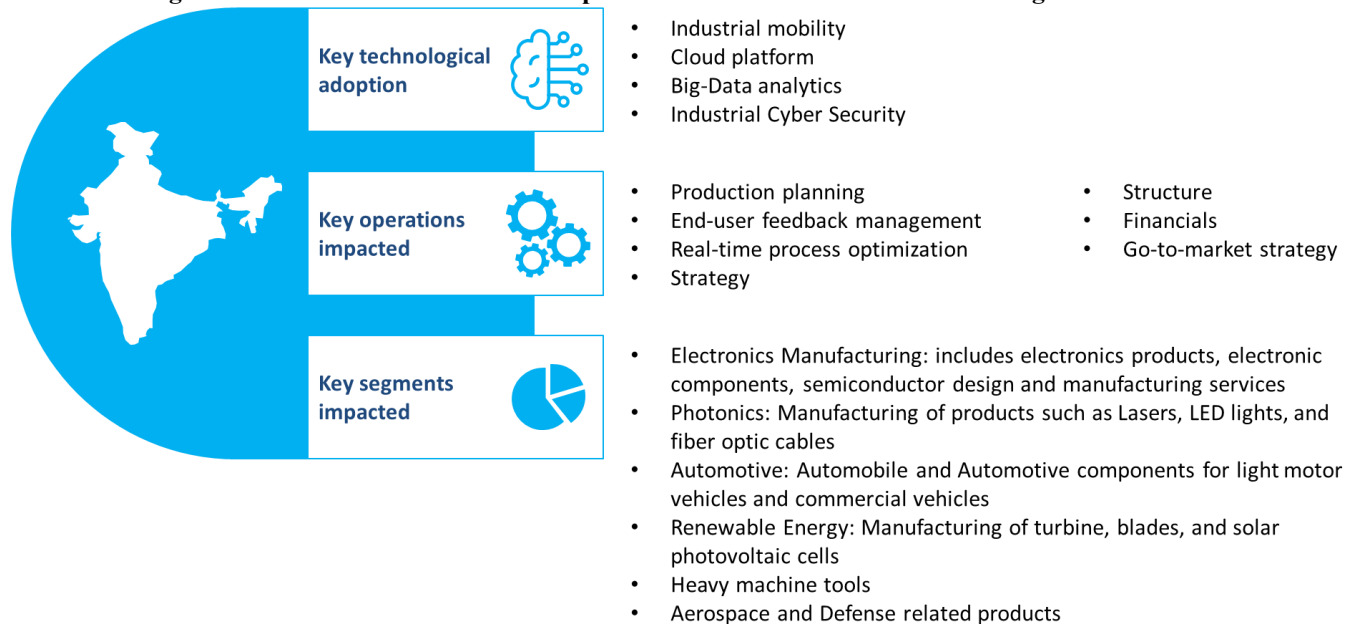 Key technological
adoption
• Industrial mobility
• Cloud platform
• Big-Data analytics
• Industrial Cyber Security
Key operations
impacted
• Production planning
• End-user feedback management
• Real-time process optimization
• Strategy
• Structure
• Financials
• Go-to-market strategy
Key segments
impacted
• Electronics Manufacturing: includes electronics products, electronic
components, semiconductor design and manufacturing services
• Photonics: Manufacturing of products such as Lasers, LED lights, and
fiber optic cables
• Automotive: Automobile and Automotive components for light motor
vehicles and commercial vehicles
• Renewable Energy: Manufacturing of turbine, blades, and solar
photovoltaic cells
• Heavy machine tools
• Aerospace and Defense related products